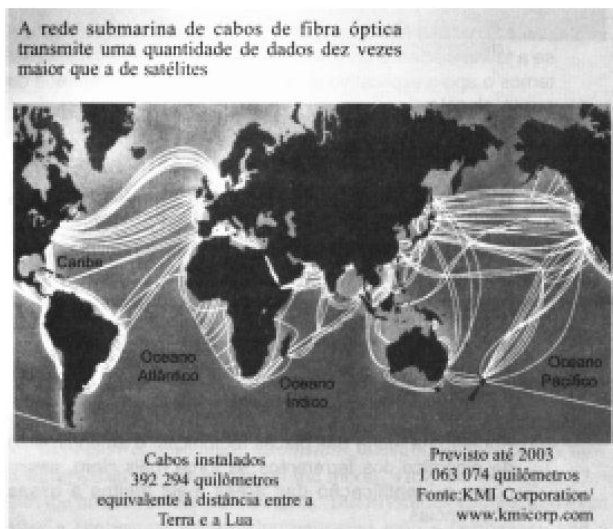 A rede submarina de cabos de fibra óptica
transmite uma quantidade de dados dez vezes
maior que a de satélites
Caribe
Oceano
Atlântico
Oceano
Índico
Oceano
Pacífico
Cabos instalados
392 294 quilômetros
equivalente à distância entre a
Terra e a Lua
Previsto até 2003
1 063 074 quilômetros
Fonte:KMI Corporation/
www.kmicorp.com